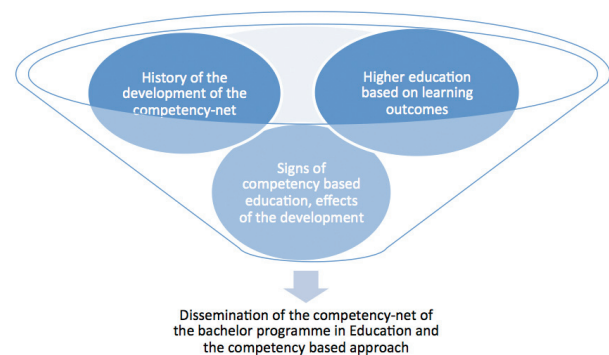 History of the
development of the
competency-net
Higher education
based on learning
outcomes
Signs of
competency based
education, effects
of the development
Dissemination of the competency-net of
the bachelor programme in Education and
the competency based approach